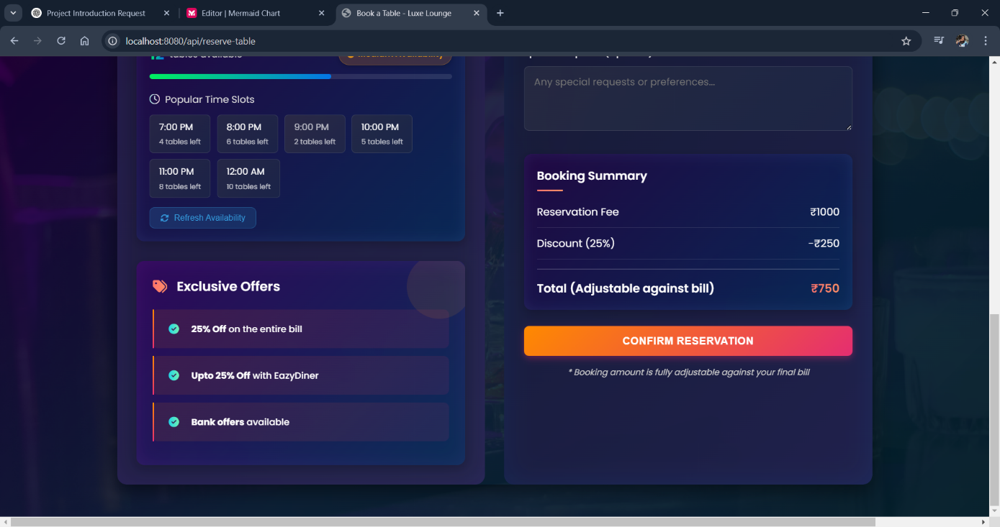 Project Introduction Request
Editor | Mermaid Chart
Book a Table - Luxe Lounge
localhost:8080/api/reserve-table
12 tables available
Medium Availability
Popular Time Slots
7:00 PM
4 tables left
8:00 PM
6 tables left
9:00 PM
2 tables left
10:00 PM
5 tables left
11:00 PM
8 tables left
12:00 AM
10 tables left
Refresh Availability
Exclusive Offers
25% Off on the entire bill
Upto 25% Off with EazyDiner
Bank offers available
Any special requests or preferences...
Booking Summary
Reservation Fee ₹1000
Discount (25%) -₹250
Total (Adjustable against bill) ₹750
CONFIRM RESERVATION
* Booking amount is fully adjustable against your final bill